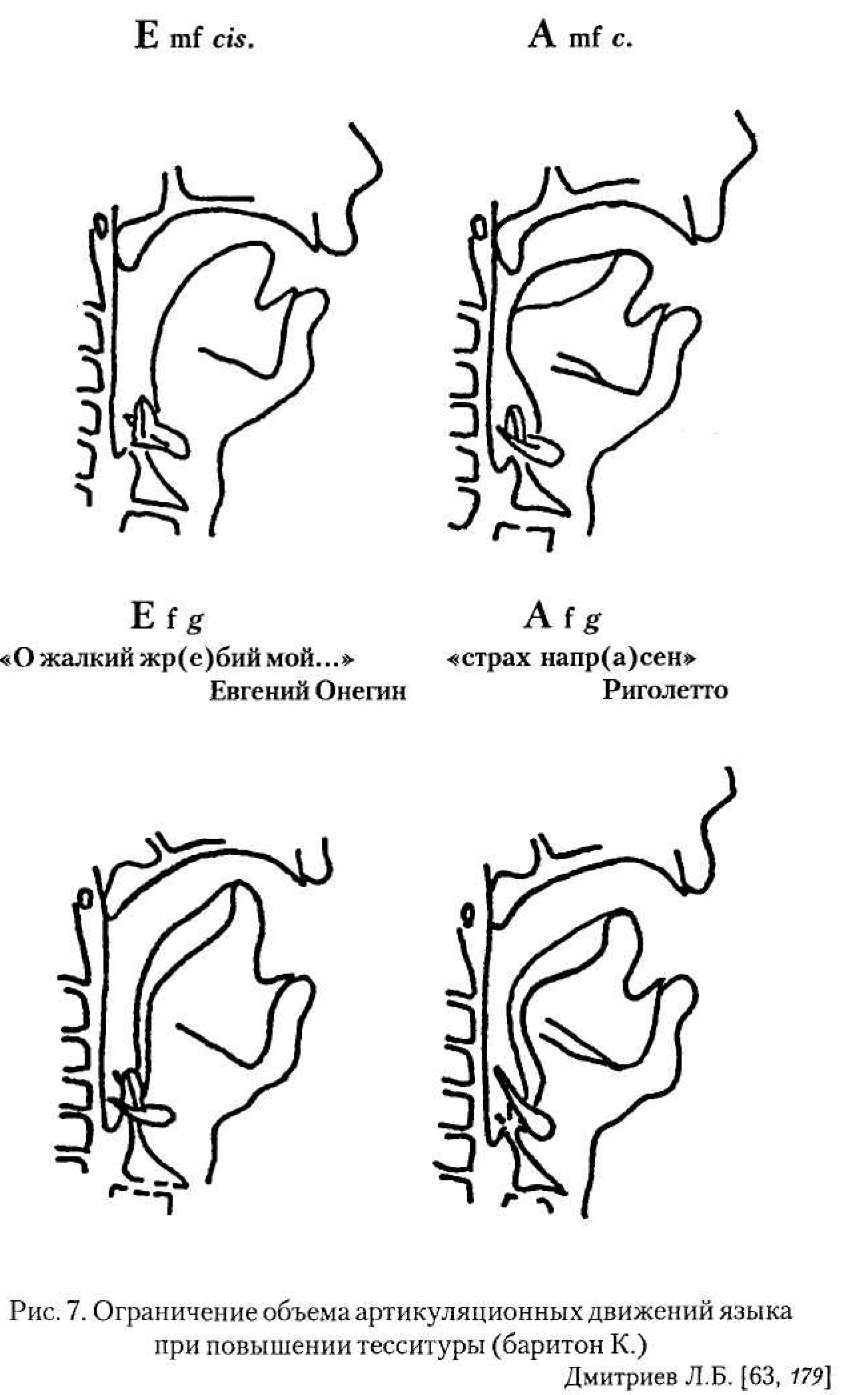 E mf cis.
A mf c.
E f g
«О жалкий жр(е)бий мой...»
Евгений Онегин
A f g
«страх напр(а)сен»
Риголетто
Рис. 7. Ограничение объема артикуляционных движений языка
при повышении тесситуры (баритон К.)
Дмитриев Л.Б. [63, 179]